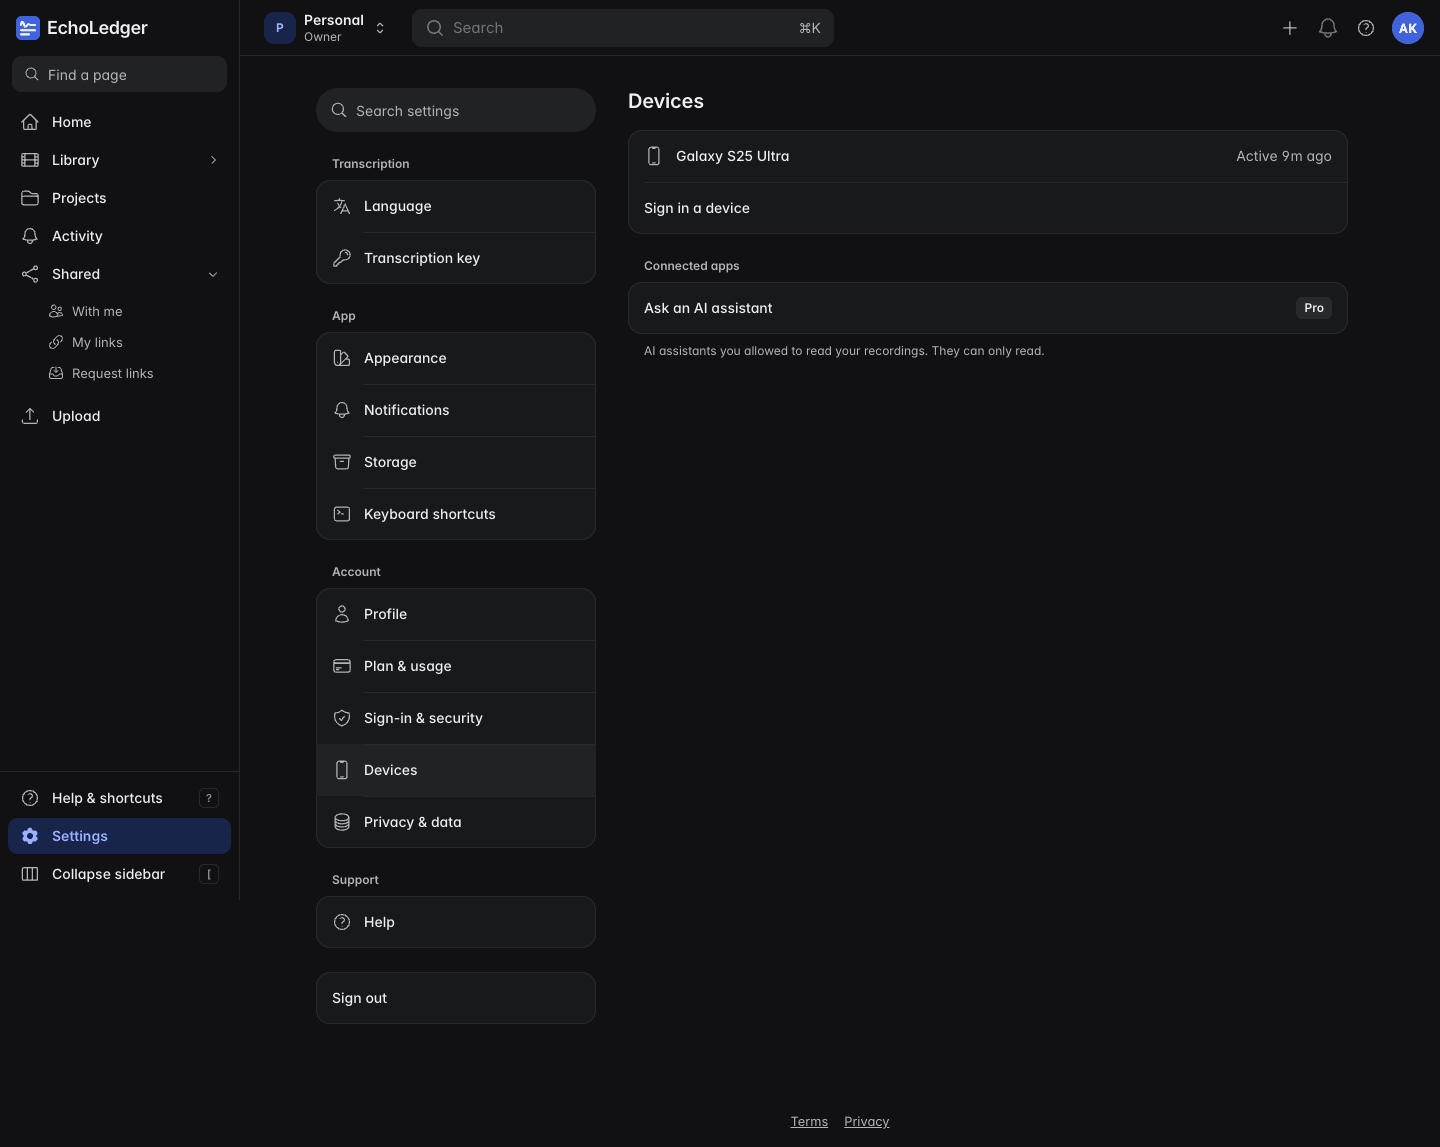 EchoLedger
Find a page
Home
Library
Projects
Activity
Shared
With me
My links
Request links
Upload
Help & shortcuts ?
Settings
Collapse sidebar [
P Personal
Owner
Search ⌘K
AK
Search settings
Transcription
Language
Transcription key
App
Appearance
Notifications
Storage
Keyboard shortcuts
Account
Profile
Plan & usage
Sign-in & security
Devices
Privacy & data
Support
Help
Sign out
Devices
Galaxy S25 Ultra Active 9m ago
Sign in a device
Connected apps
Ask an AI assistant Pro
AI assistants you allowed to read your recordings. They can only read.
Terms Privacy